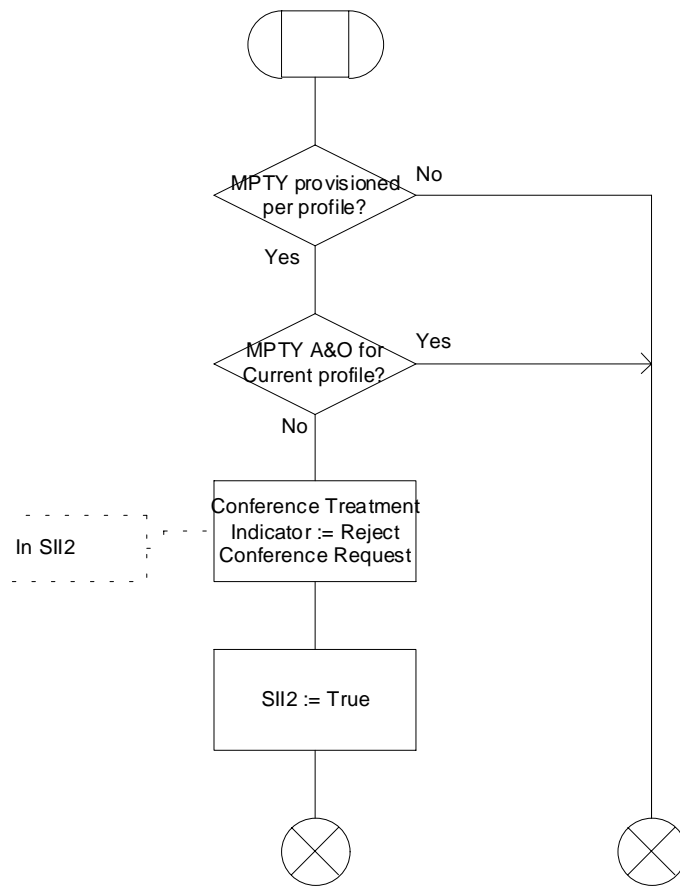 MPTY provisioned
per profile?
No
Yes
MPTY A&O for
Current profile?
Yes
No
Conference Treatment
Indicator := Reject
Conference Request
In SII2
SII2 := True